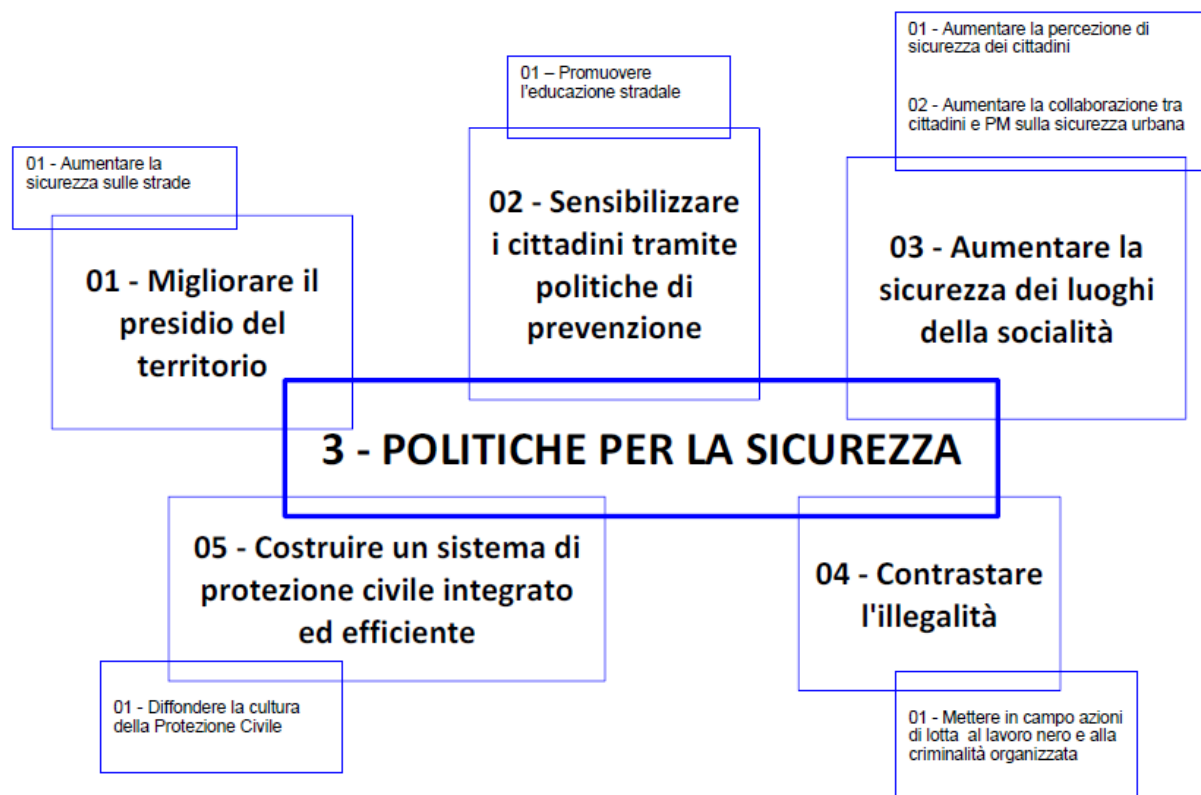 01 - Aumentare la
sicurezza sulle strade
01 - Migliorare il
presidio del
territorio
01 – Promuovere
l'educazione stradale
02 - Sensibilizzare
i cittadini tramite
politiche di
prevenzione
01 - Aumentare la percezione di
sicurezza dei cittadini
02 - Aumentare la collaborazione tra
cittadini e PM sulla sicurezza urbana
03 - Aumentare la
sicurezza dei luoghi
della socialità
3 - POLITICHE PER LA SICUREZZA
05 - Costruire un sistema di
protezione civile integrato
ed efficiente
01 - Diffondere la cultura
della Protezione Civile
04 - Contrastare
l'illegalità
01 - Mettere in campo azioni
di lotta al lavoro nero e alla
criminalità organizzata